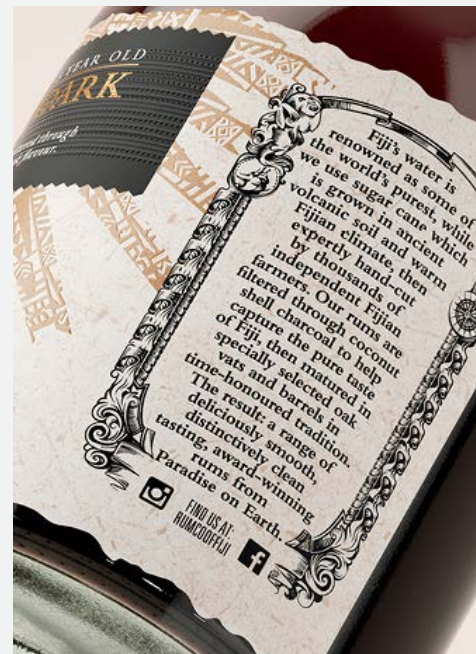 YEAR OLD
DARK
through
flavour.
Fiji's water is
renowned as some of
the world's purest, while
we use sugar cane which
is grown in ancient
volcanic soil and warm
Fijian climate, then
expertly hand-cut
by thousands of
independent Fijian
farmers. Our rums are
filtered through coconut
shell charcoal to help
capture the pure taste
of Fiji, then matured in
specially selected oak
vats and barrels in
time-honoured tradition.
The result: a range of
deliciously smooth,
distinctively clean
tasting, award-winning
rums from
Paradise on Earth.
FIND US AT:
RUMCOOFFIJI